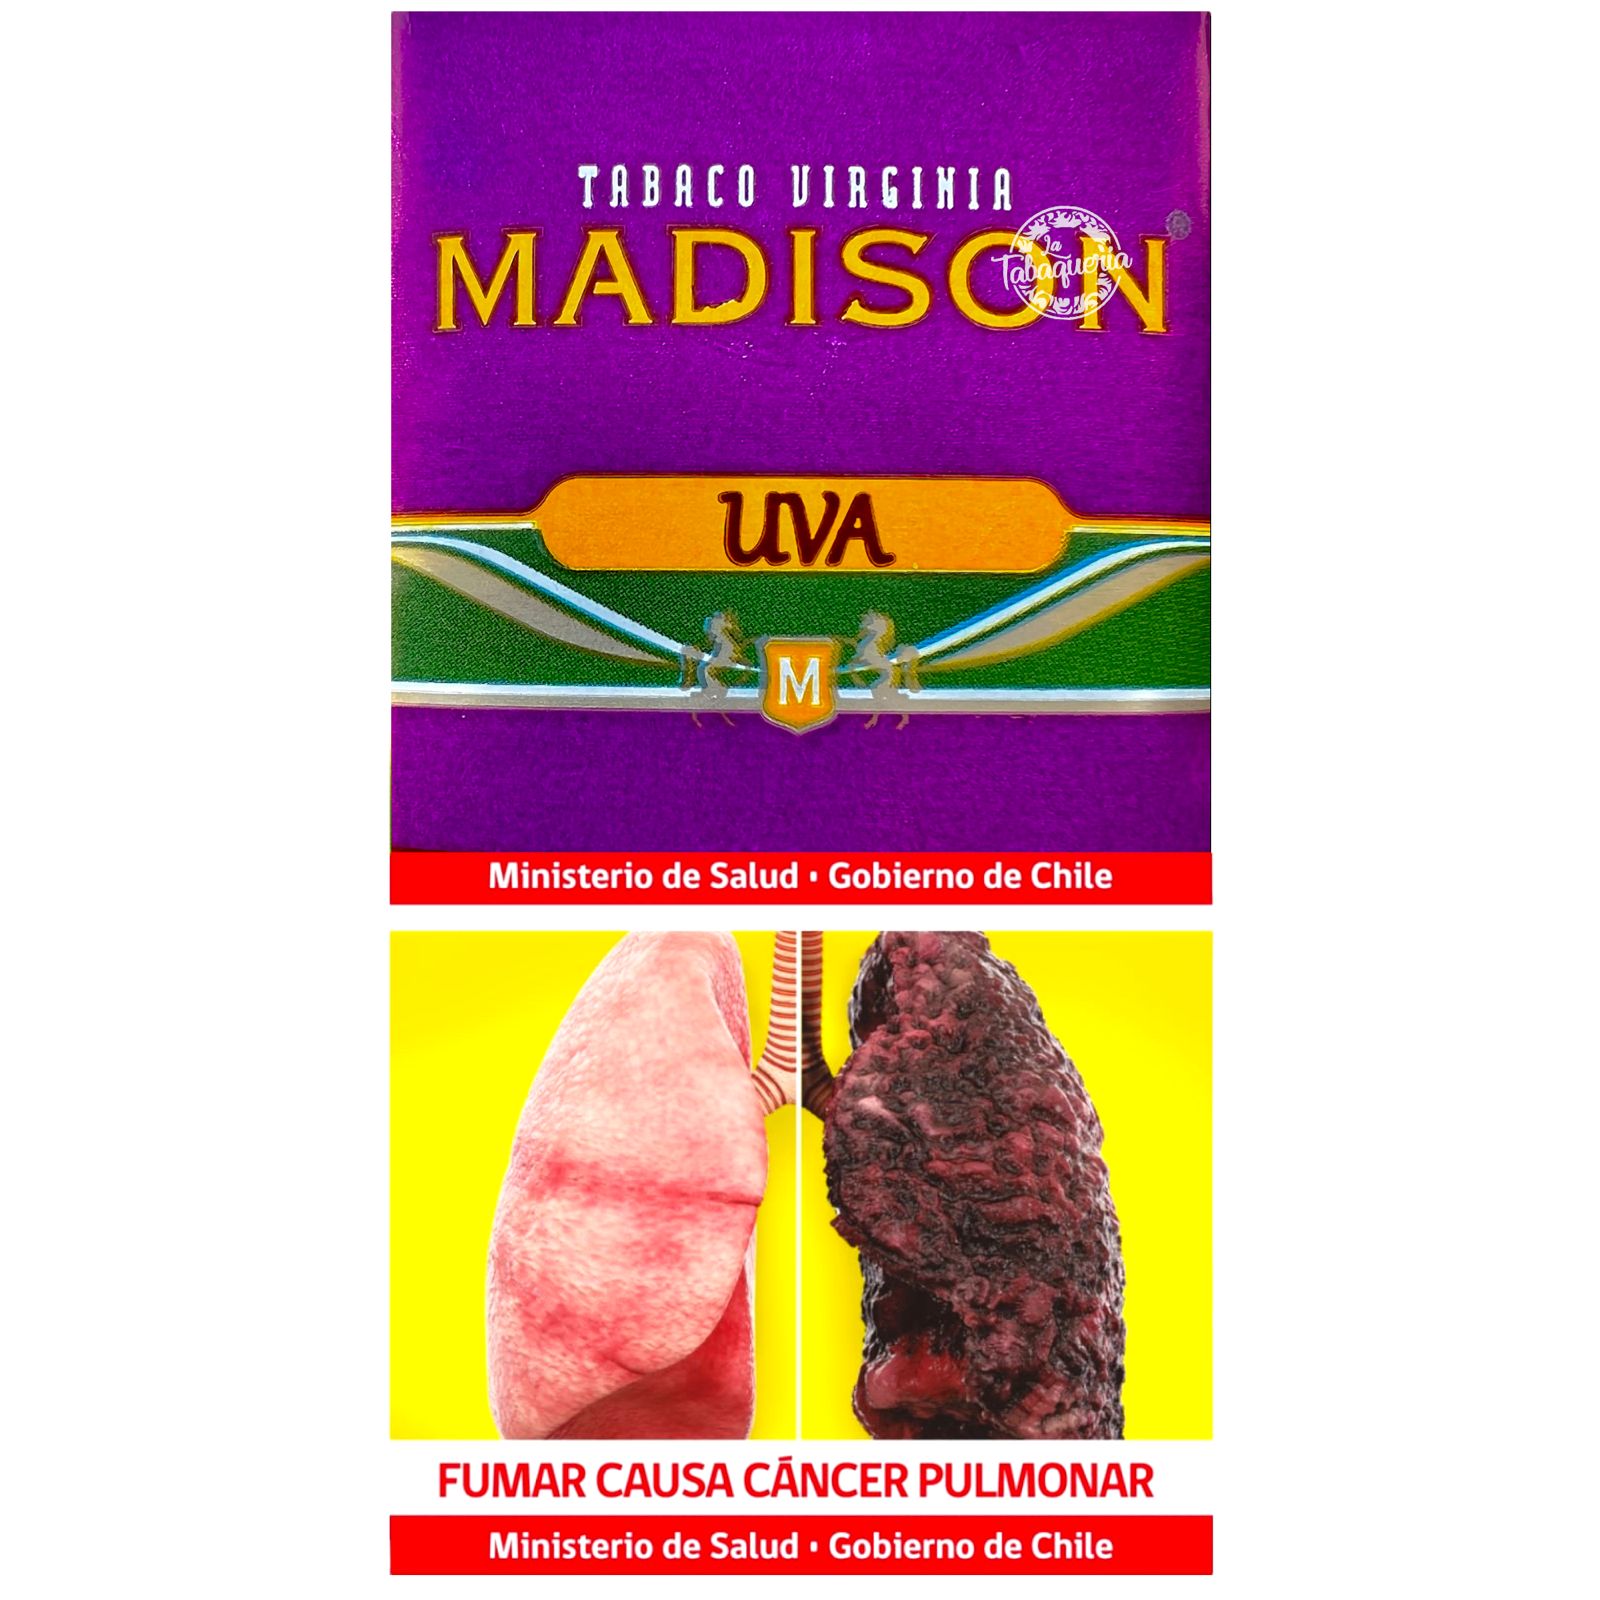 TABACO VIRGINIA
MADISON®
La
Tabaquería
UVA
M
Ministerio de Salud • Gobierno de Chile
FUMAR CAUSA CÁNCER PULMONAR
Ministerio de Salud • Gobierno de Chile